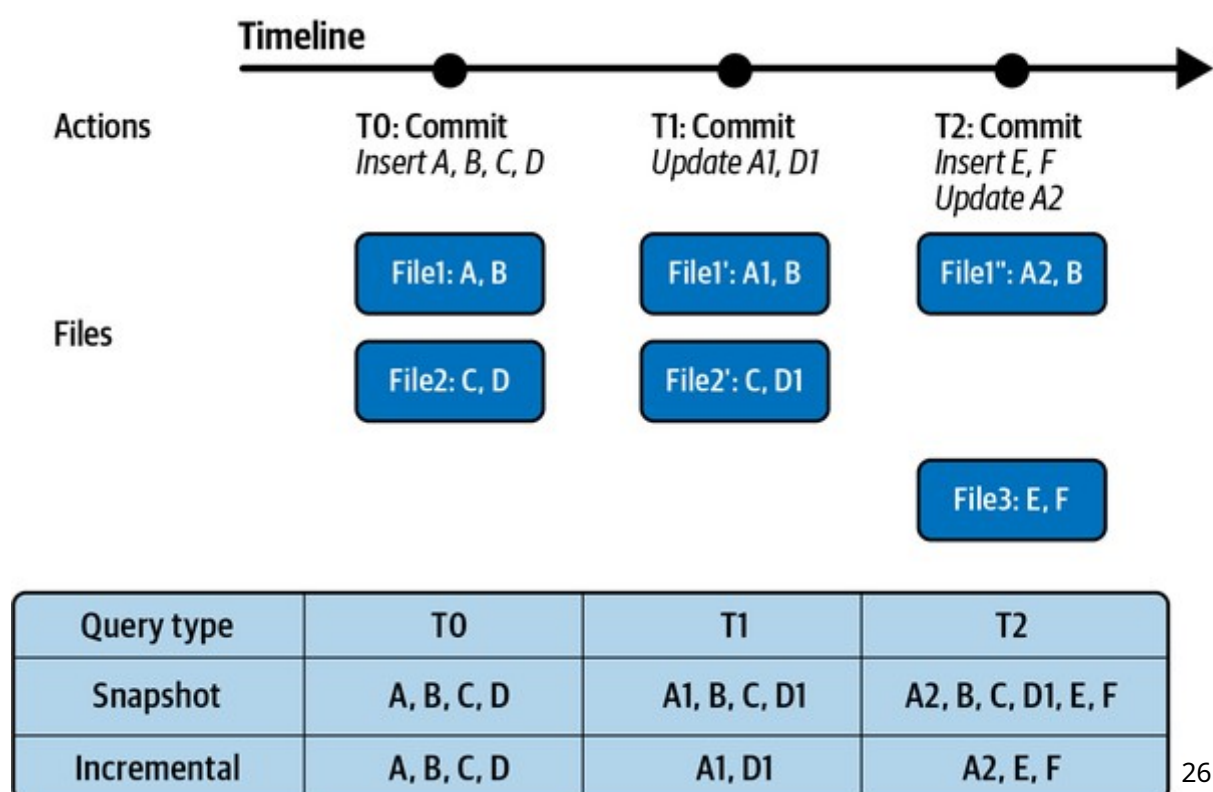 Timeline
Actions
T0: Commit
Insert A, B, C, D
T1: Commit
Update A1, D1
T2: Commit
Insert E, F
Update A2
Files
File1: A, B
File1': A1, B
File1": A2, B
File2: C, D
File2': C, D1
File3: E, F
Query type T0 T1 T2
Snapshot A, B, C, D A1, B, C, D1 A2, B, C, D1, E, F
Incremental A, B, C, D A1, D1 A2, E, F
26